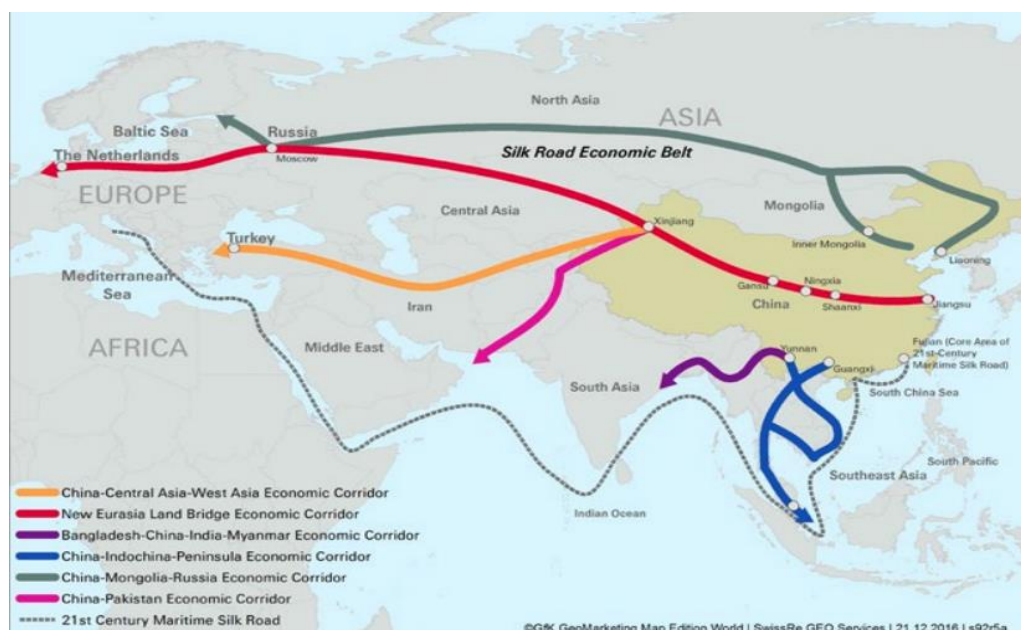 North Asia
ASIA
Baltic Sea
Russia
The Netherlands
Moscow
Silk Road Economic Belt
EUROPE
Central Asia
Xinjiang
Mongolia
Turkey
Inner Mongolia
Liaoning
Mediterranean
Sea
Iran
Gansu
Ningxia
China
Shaanxi
Jiangsu
AFRICA
Middle East
Yunnan
Guangxi
Fujian (Core Area of
21st-Century
Maritime Silk Road)
South Asia
South China Sea
Southeast Asia
South Pacific
Indian Ocean
China-Central Asia-West Asia Economic Corridor
New Eurasia Land Bridge Economic Corridor
Bangladesh-China-India-Myanmar Economic Corridor
China-Indochina-Peninsula Economic Corridor
China-Mongolia-Russia Economic Corridor
China-Pakistan Economic Corridor
21st Century Maritime Silk Road
©GfK GeoMarketing Map Edition World | SwissRe GEO Services | 21.12.2016 | s92r5a